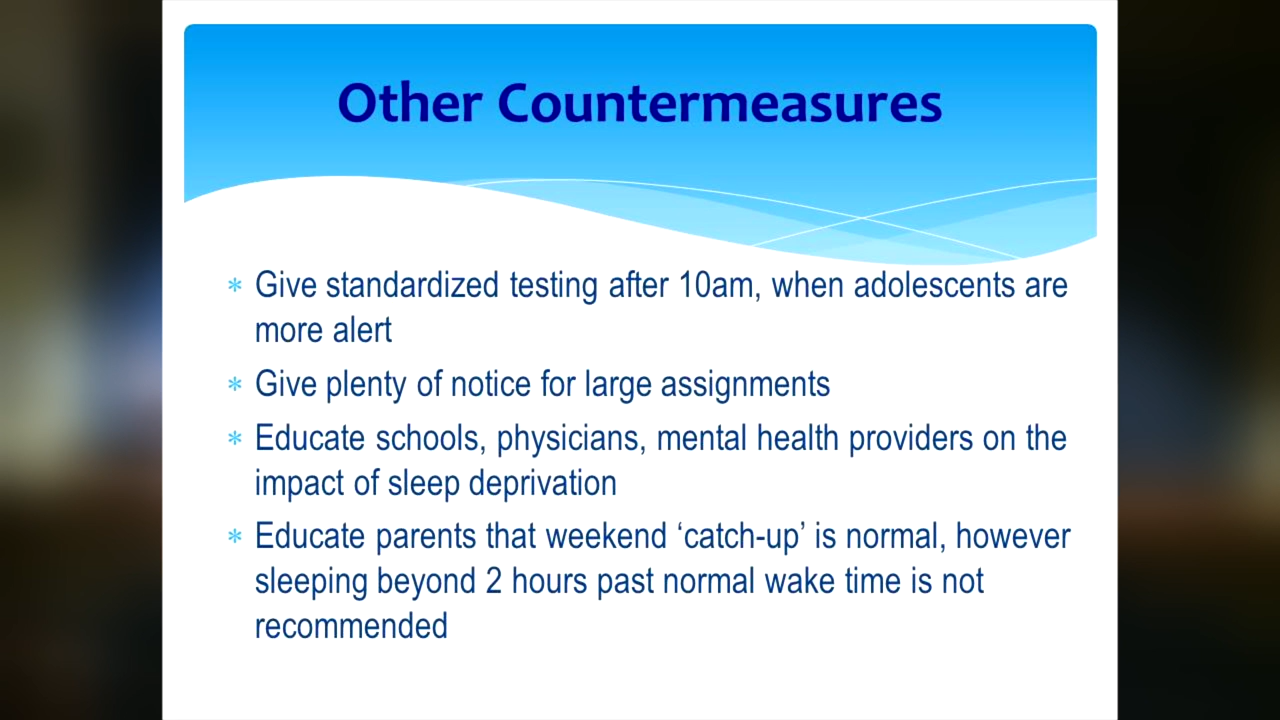 Other Countermeasures
* Give standardized testing after 10am, when adolescents are
more alert
* Give plenty of notice for large assignments
* Educate schools, physicians, mental health providers on the
impact of sleep deprivation
* Educate parents that weekend ‘catch-up’ is normal, however
sleeping beyond 2 hours past normal wake time is not
recommended